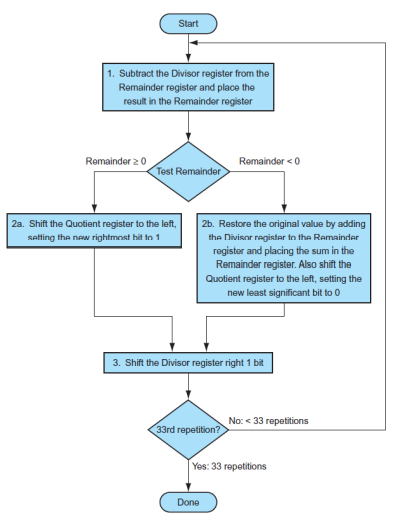 Start
1. Subtract the Divisor register from the
Remainder register and place the
result in the Remainder register
Remainder ≥ 0
Test Remainder
Remainder < 0
2a. Shift the Quotient register to the left,
setting the new rightmost bit to 1
2b. Restore the original value by adding
the Divisor register to the Remainder
register and placing the sum in the
Remainder register. Also shift the
Quotient register to the left, setting the
new least significant bit to 0
3. Shift the Divisor register right 1 bit
33rd repetition?
No: < 33 repetitions
Yes: 33 repetitions
Done